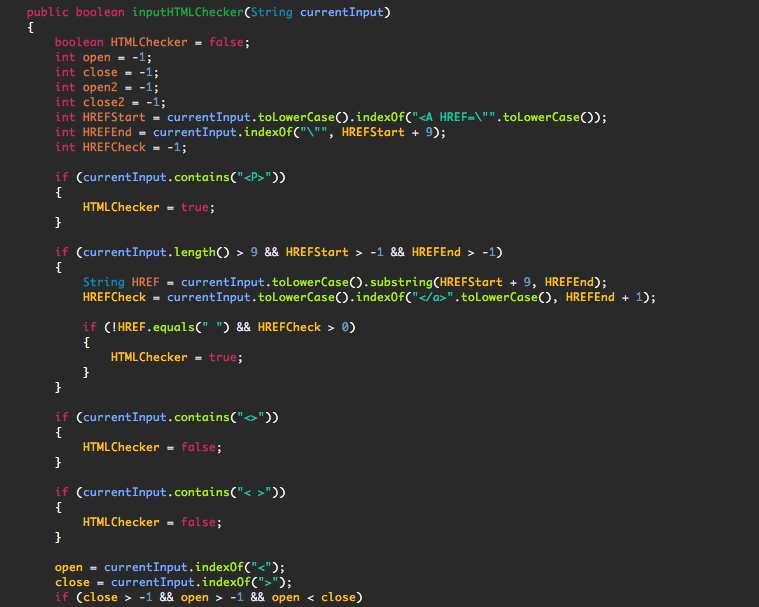 public boolean inputHTMLChecker(String currentInput)
{
    boolean HTMLChecker = false;
    int open = -1;
    int close = -1;
    int open2 = -1;
    int close2 = -1;
    int HREFStart = currentInput.toLowerCase().indexOf("<A HREF=\"".toLowerCase());
    int HREFEnd = currentInput.indexOf("\"", HREFStart + 9);
    int HREFCheck = -1;

    if (currentInput.contains("<P>"))
    {
        HTMLChecker = true;
    }

    if (currentInput.length() > 9 && HREFStart > -1 && HREFEnd > -1)
    {
        String HREF = currentInput.toLowerCase().substring(HREFStart + 9, HREFEnd);
        HREFCheck = currentInput.toLowerCase().indexOf("</a>".toLowerCase(), HREFEnd + 1);

        if (!HREF.equals(" ") && HREFCheck > 0)
        {
            HTMLChecker = true;
        }
    }

    if (currentInput.contains("<>"))
    {
        HTMLChecker = false;
    }

    if (currentInput.contains("< >"))
    {
        HTMLChecker = false;
    }

    open = currentInput.indexOf("<");
    close = currentInput.indexOf(">");
    if (close > -1 && open > -1 && open < close)